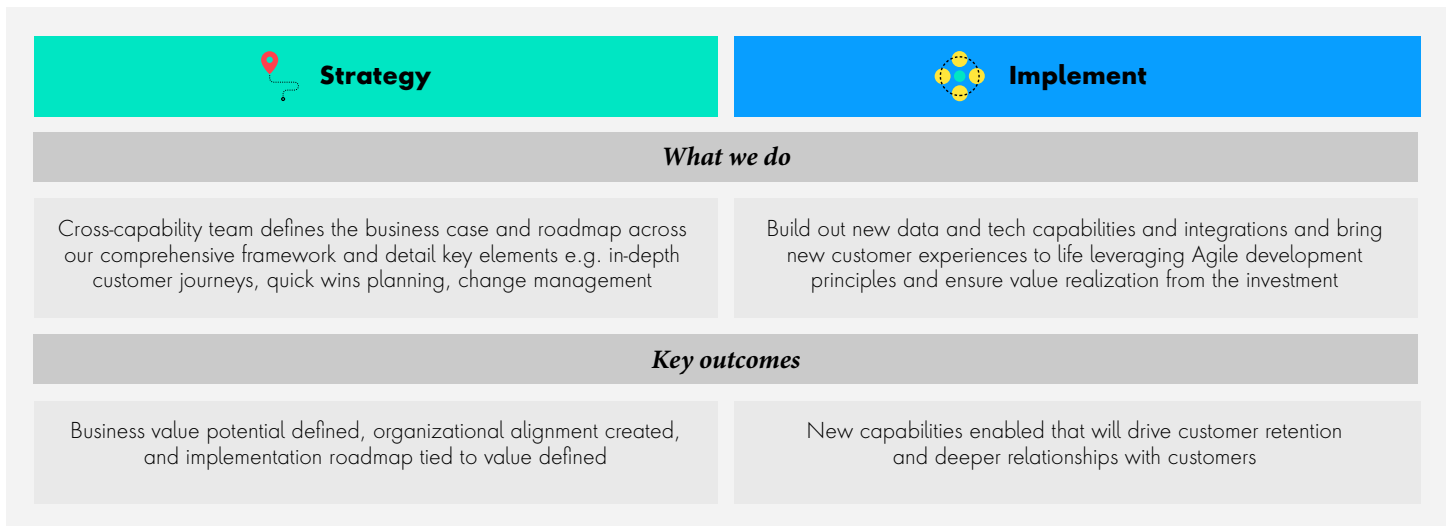 Strategy
Implement
What we do
Cross-capability team defines the business case and roadmap across
our comprehensive framework and detail key elements e.g. in-depth
customer journeys, quick wins planning, change management
Build out new data and tech capabilities and integrations and bring
new customer experiences to life leveraging Agile development
principles and ensure value realization from the investment
Key outcomes
Business value potential defined, organizational alignment created,
and implementation roadmap tied to value defined
New capabilities enabled that will drive customer retention
and deeper relationships with customers